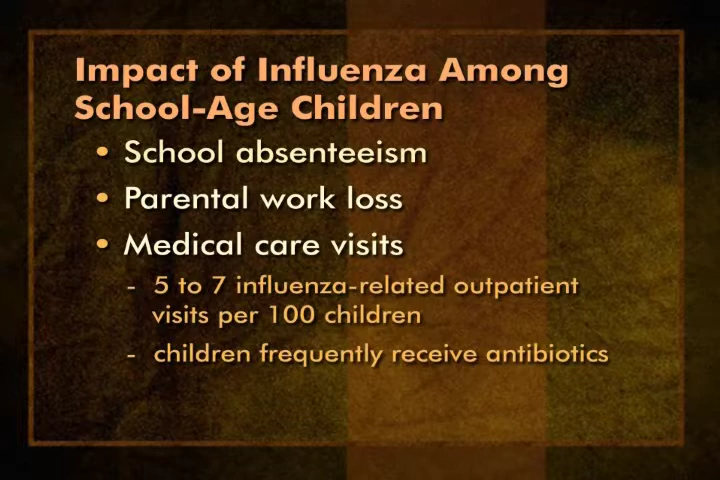 Impact of Influenza Among
School-Age Children
• School absenteeism
• Parental work loss
• Medical care visits
- 5 to 7 influenza-related outpatient
visits per 100 children
- children frequently receive antibiotics